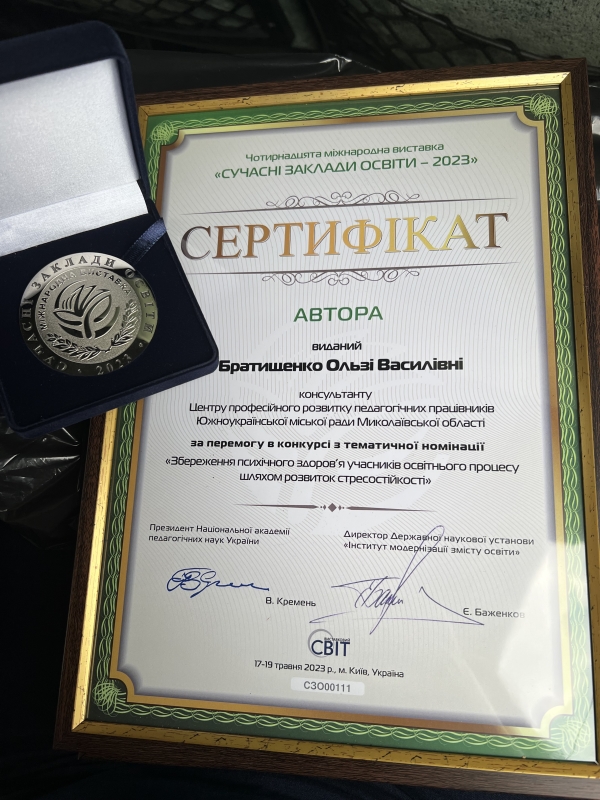 Чотирнадцята міжнародна виставка
«СУЧАСНІ ЗАКЛАДИ ОСВІТИ – 2023»
СЕРТИФІКАТ
АВТОРА
виданий
Братищенко Ользі Василівні
консультанту
Центру професійного розвитку педагогічних працівників
Южноукраїнської міської ради Миколаївської області
за перемогу в конкурсі з тематичної номінації
«Збереження психічного здоров'я учасників освітнього процесу
шляхом розвиток стресостійкості»
Президент Національної академії
педагогічних наук України
В. Кремень
Директор Державної наукової установи
«Інститут модернізації змісту освіти»
Є. Баженков
ВИСТАВКОВИЙ
СВІТ
17-19 травня 2023 р., м. Київ, Україна
СЗО00111
СУЧАСНІ ЗАКЛАДИ ОСВІТИ
МІЖНАРОДНА ВИСТАВКА
2023